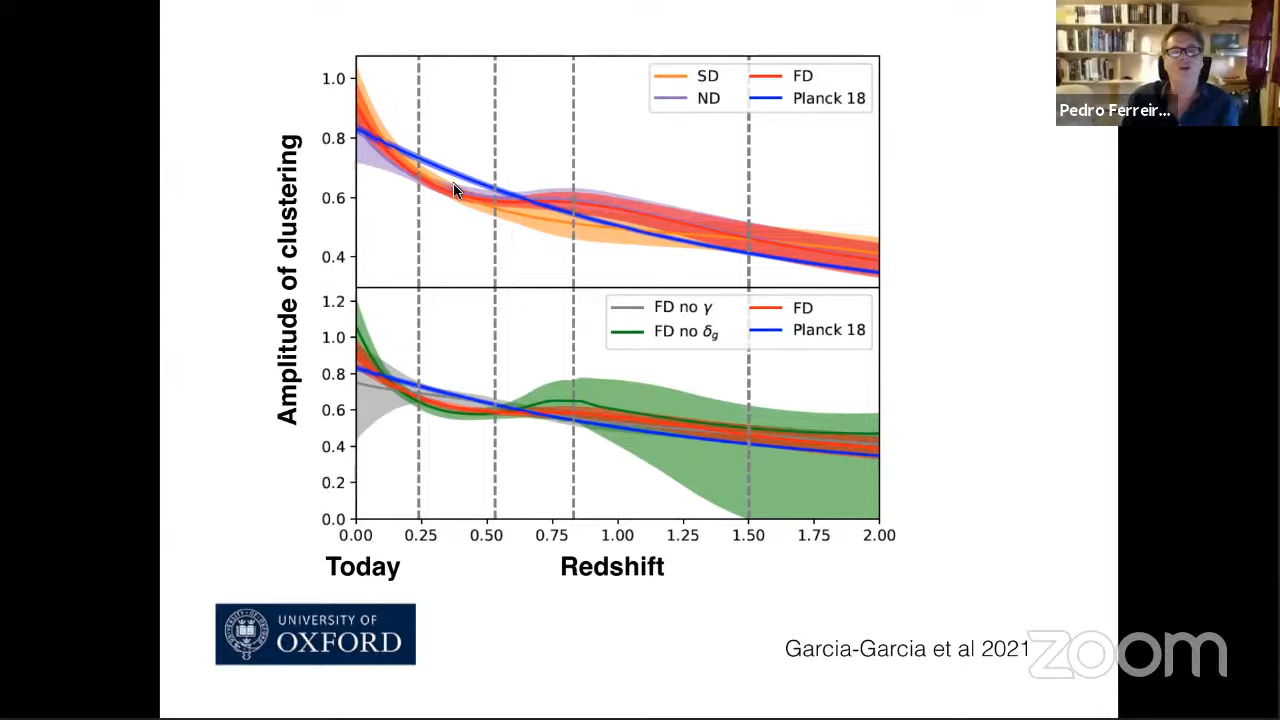 Pedro Ferreir...
SD
FD
ND
Planck 18
1.0
0.8
0.6
0.4
Amplitude of clustering
FD no γ
FD
FD no δg
Planck 18
1.2
1.0
0.8
0.6
0.4
0.2
0.0
0.00 0.25 0.50 0.75 1.00 1.25 1.50 1.75 2.00
Today
Redshift
UNIVERSITY OF
OXFORD
Garcia-Garcia et al 2021
zoom